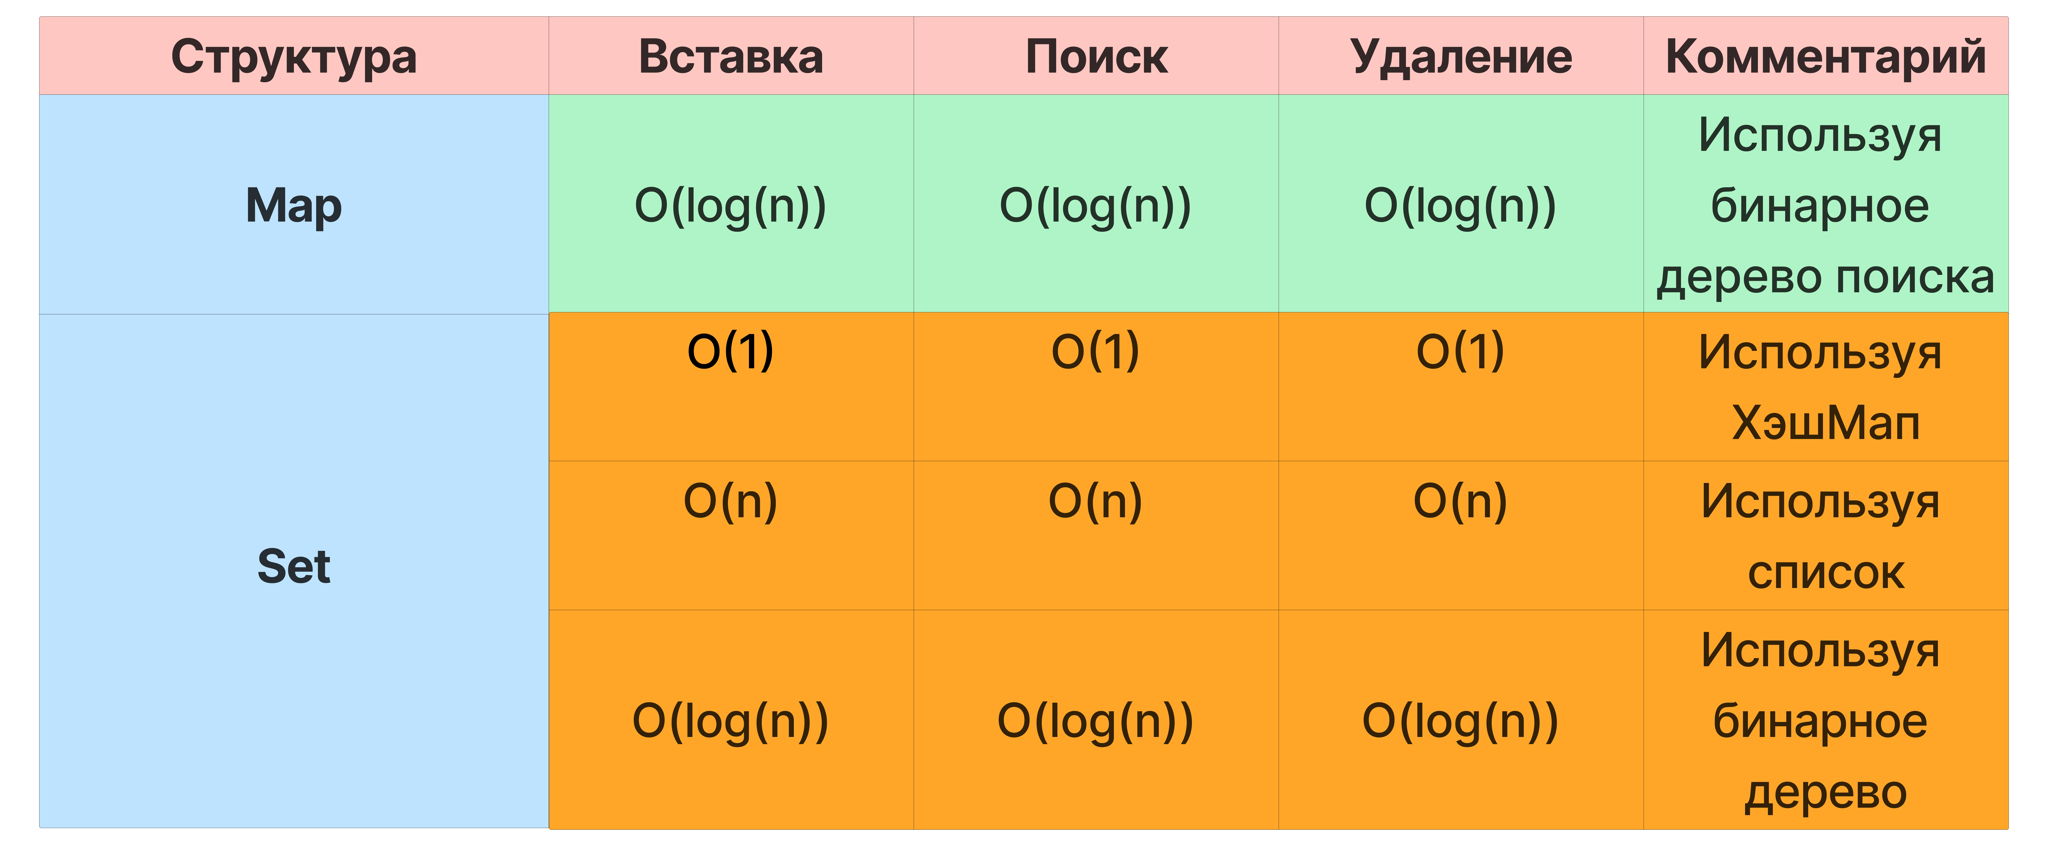 Структура Вставка Поиск Удаление Комментарий
Map O(log(n)) O(log(n)) O(log(n)) Используя
бинарное
дерево поиска
Set
O(1) O(1) O(1) Используя
ХэшМап
O(n) O(n) O(n) Используя
список
O(log(n)) O(log(n)) O(log(n)) Используя
бинарное
дерево